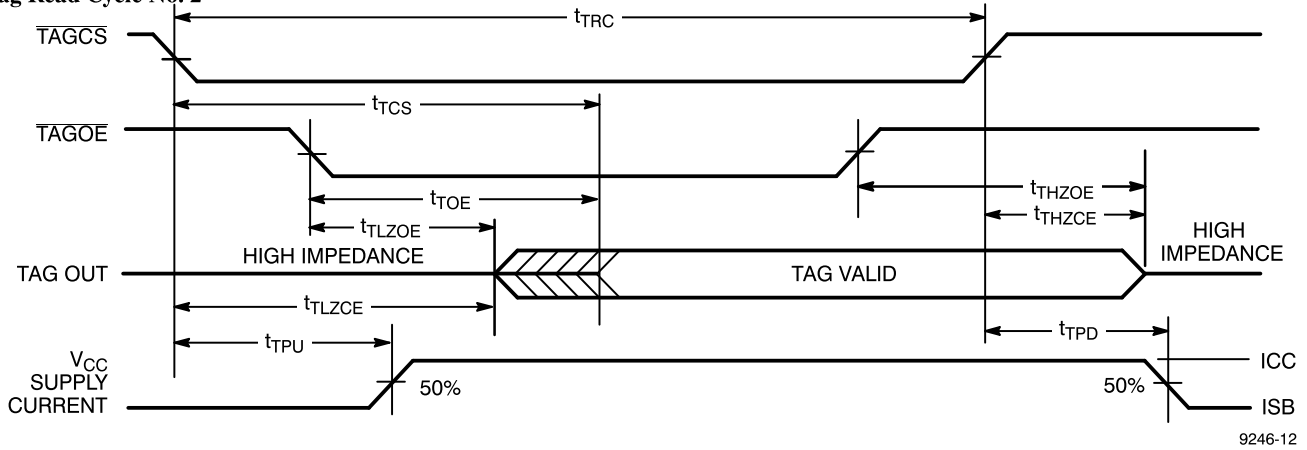 Tag Read Cycle No. 2
tTRC
TAGCS
tTCS
TAGOE
tTOE
tTHZOE
tTHZCE
tTLZOE
HIGH IMPEDANCE
HIGH
IMPEDANCE
TAG OUT
TAG VALID
tTLZCE
tTPU
tTPD
VCC
SUPPLY
CURRENT
50%
50%
ICC
ISB
9246-12